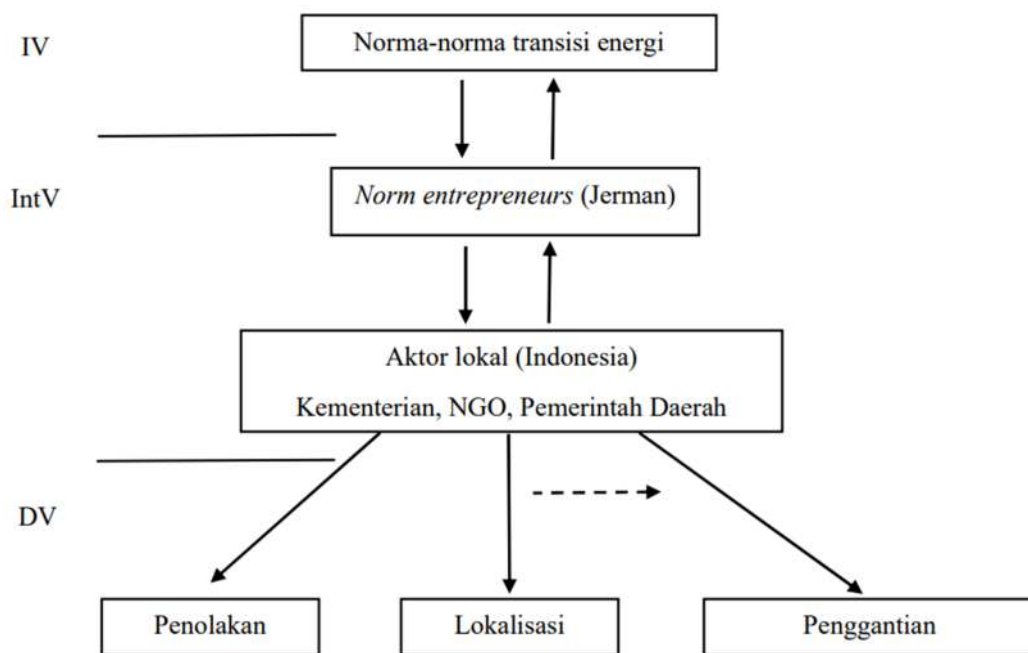 IV
Norma-norma transisi energi
IntV
Norm entrepreneurs (Jerman)
Aktor lokal (Indonesia)
Kementerian, NGO, Pemerintah Daerah
DV
Penolakan
Lokalisasi
Penggantian